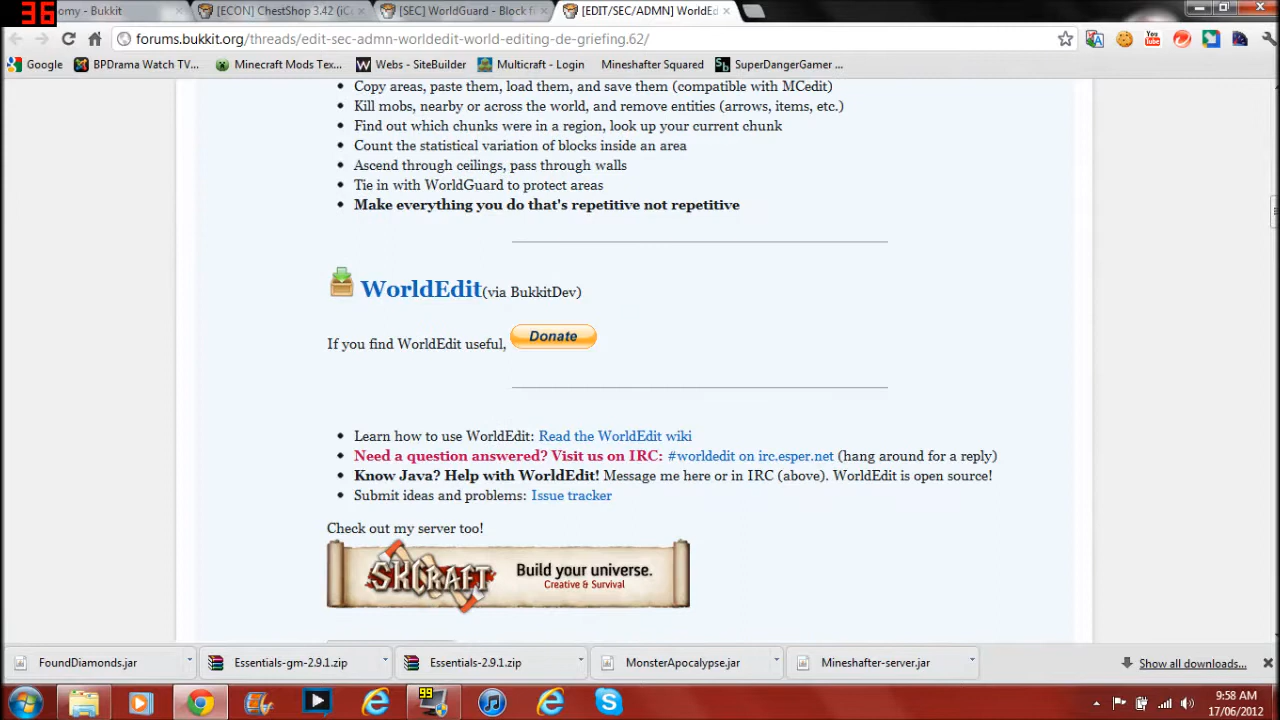 36
omy - Bukkit
[ECON] ChestShop 3.42 (iC
[SEC] WorldGuard - Block f
[EDIT/SEC/ADMN] WorldEd
forums.bukkit.org/threads/edit-sec-admn-worldedit-world-editing-de-griefing.62/
Google
BPDrama Watch TV...
Minecraft Mods Tex...
Webs - SiteBuilder
Multicraft - Login
Mineshafter Squared
SuperDangerGamer ...
Copy areas, paste them, load them, and save them (compatible with MCedit)
Kill mobs, nearby or across the world, and remove entities (arrows, items, etc.)
Find out which chunks were in a region, look up your current chunk
Count the statistical variation of blocks inside an area
Ascend through ceilings, pass through walls
Tie in with WorldGuard to protect areas
Make everything you do that's repetitive not repetitive
WorldEdit(via BukkitDev)
If you find WorldEdit useful, Donate
Learn how to use WorldEdit: Read the WorldEdit wiki
Need a question answered? Visit us on IRC: #worldedit on irc.esper.net (hang around for a reply)
Know Java? Help with WorldEdit! Message me here or in IRC (above). WorldEdit is open source!
Submit ideas and problems: Issue tracker
Check out my server too!
SKCRAFT
Build your universe.
Creative & Survival
FoundDiamonds.jar
Essentials-gm-2.9.1.zip
Essentials-2.9.1.zip
MonsterApocalypse.jar
Mineshafter-server.jar
Show all downloads...
99
9:58 AM
17/06/2012